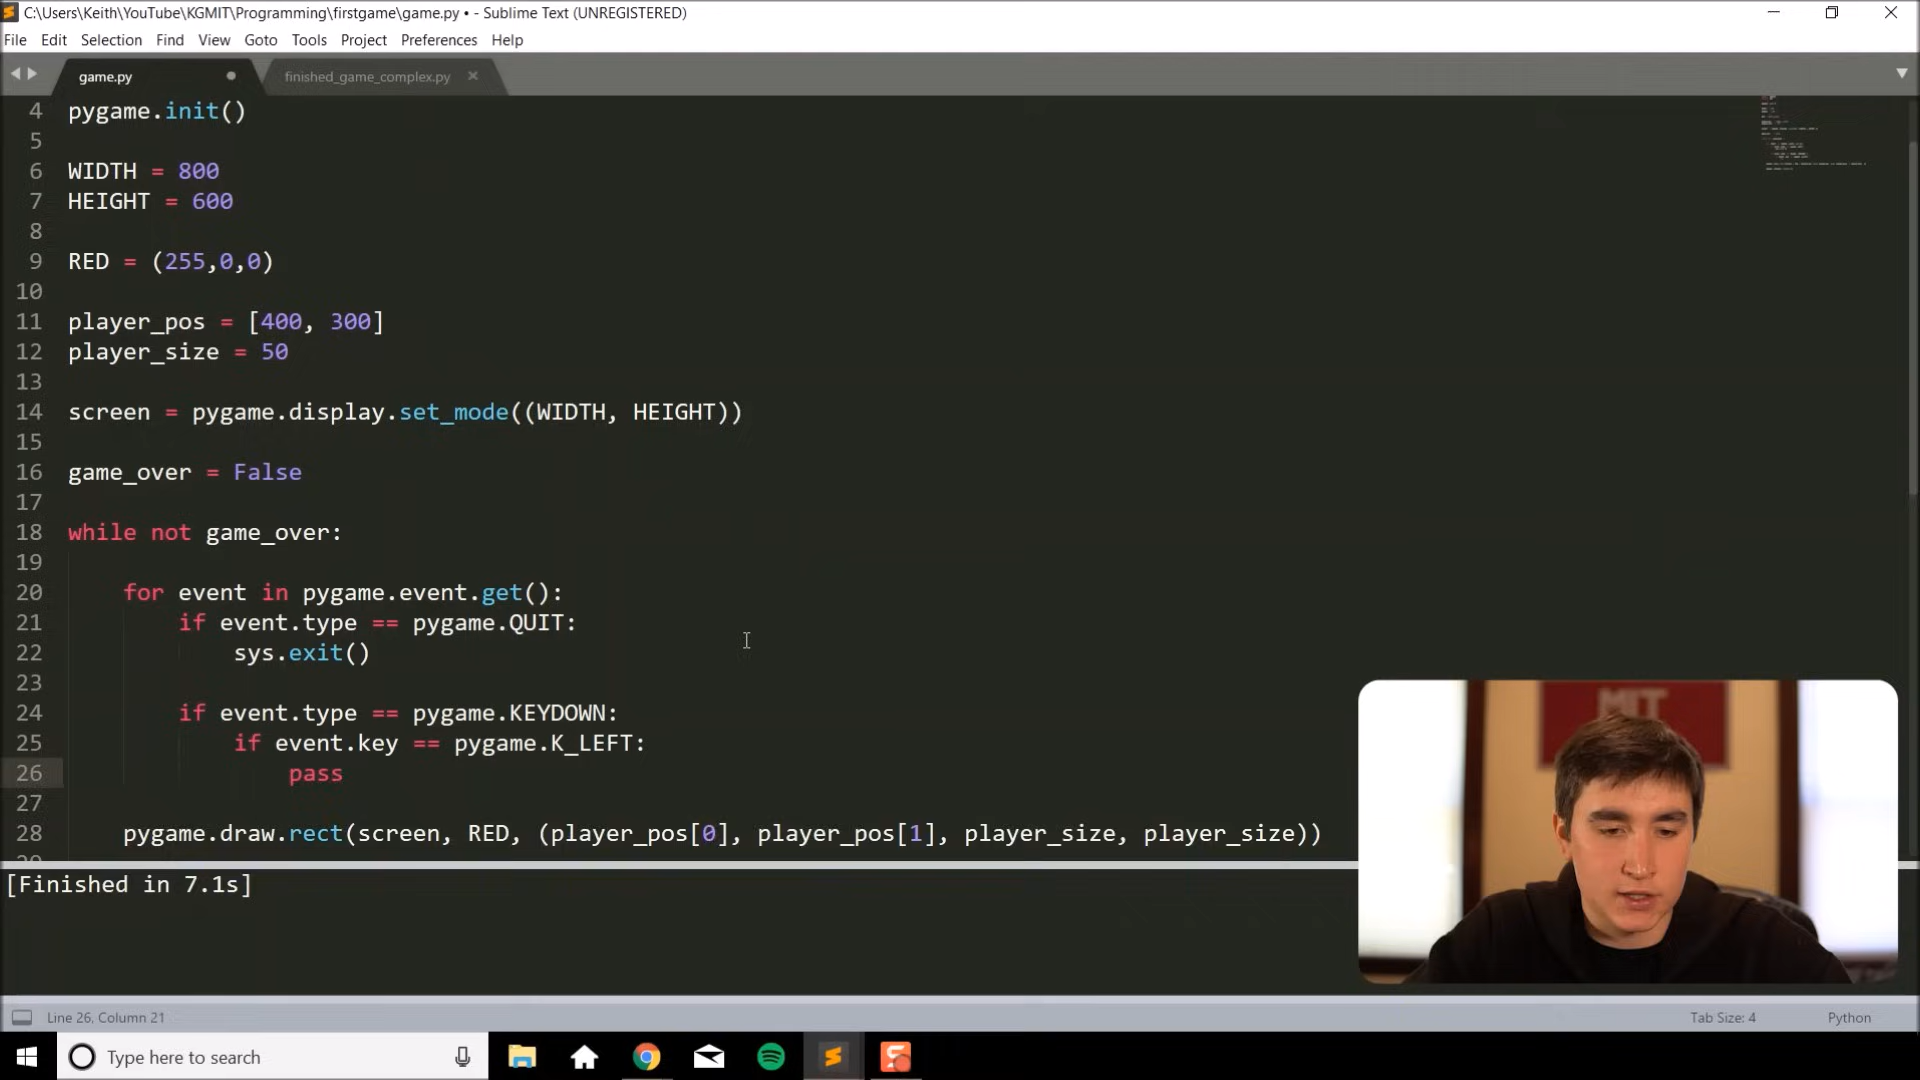 C:\Users\Keith\YouTube\KGMIT\Programming\firstgame\game.py • - Sublime Text (UNREGISTERED)
File Edit Selection Find View Goto Tools Project Preferences Help
game.py
finished_game_complex.py
4 pygame.init()
5
6 WIDTH = 800
7 HEIGHT = 600
8
9 RED = (255,0,0)
10
11 player_pos = [400, 300]
12 player_size = 50
13
14 screen = pygame.display.set_mode((WIDTH, HEIGHT))
15
16 game_over = False
17
18 while not game_over:
19
20 for event in pygame.event.get():
21 if event.type == pygame.QUIT:
22 sys.exit()
23
24 if event.type == pygame.KEYDOWN:
25 if event.key == pygame.K_LEFT:
26 pass
27
28 pygame.draw.rect(screen, RED, (player_pos[0], player_pos[1], player_size, player_size))
[Finished in 7.1s]
MIT
Line 26, Column 21
Tab Size: 4
Python
Type here to search